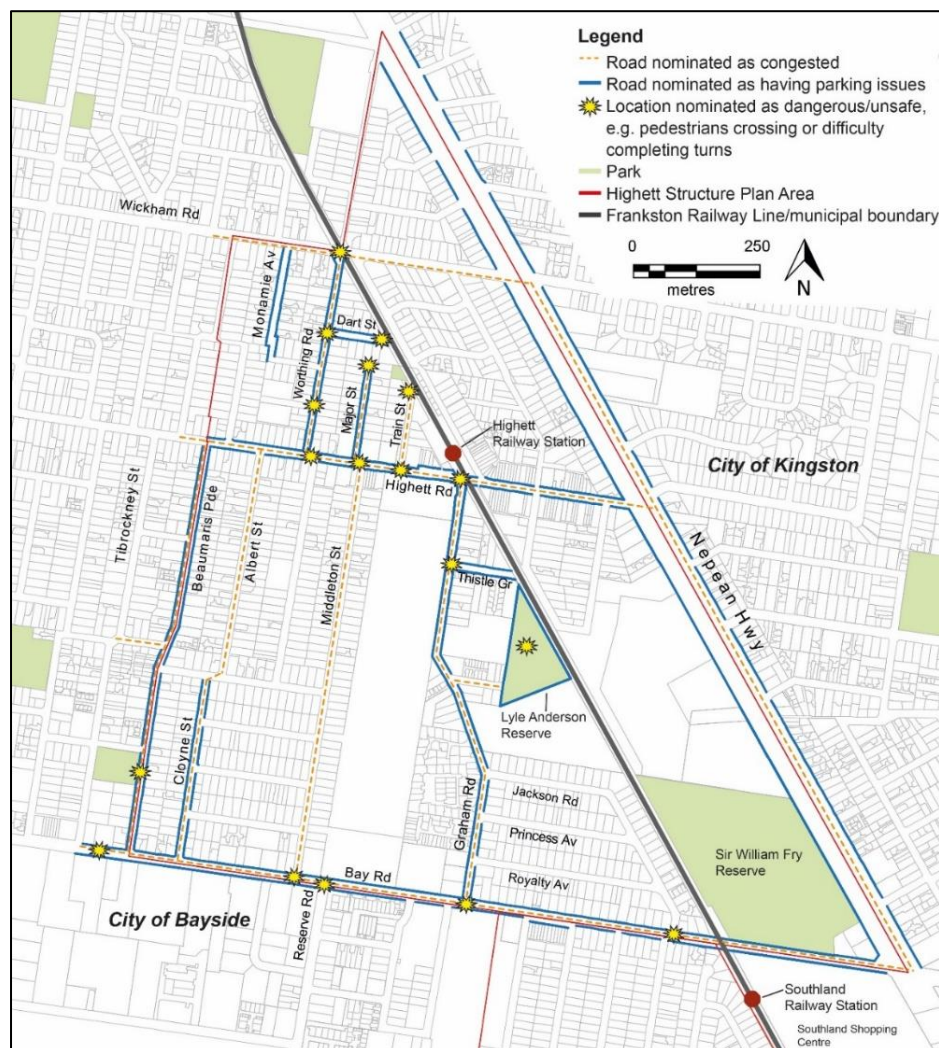 Legend
Road nominated as congested
Road nominated as having parking issues
Location nominated as dangerous/unsafe,
e.g. pedestrians crossing or difficulty
completing turns
Park
Highett Structure Plan Area
Frankston Railway Line/municipal boundary
0 250
metres
N
Wickham Rd
Monamie Av
Dart St
Worthing Rd
Major St
Train St
Highett
Railway Station
City of Kingston
Highett Rd
Tibrockney St
Beaumaris Pde
Albert St
Middleton St
Thistle Gr
Nepean Hwy
Lyle Anderson
Reserve
Cloyne St
Graham Rd
Jackson Rd
Princess Av
Royalty Av
Sir William Fry
Reserve
Bay Rd
Reserve Rd
City of Bayside
Southland
Railway Station
Southland Shopping
Centre